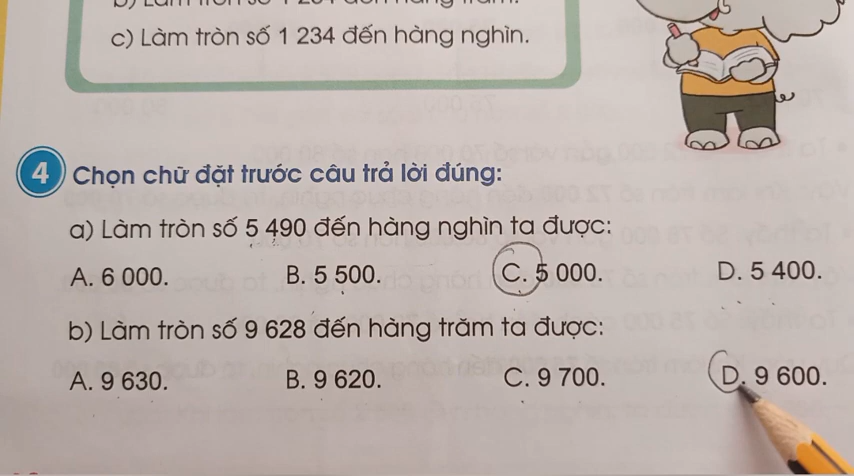 c) Làm tròn số 1 234 đến hàng nghìn.
4 Chọn chữ đặt trước câu trả lời đúng:
a) Làm tròn số 5 490 đến hàng nghìn ta được:
A. 6 000. B. 5 500. C. 5 000. D. 5 400.
b) Làm tròn số 9 628 đến hàng trăm ta được:
A. 9 630. B. 9 620. C. 9 700. D. 9 600.